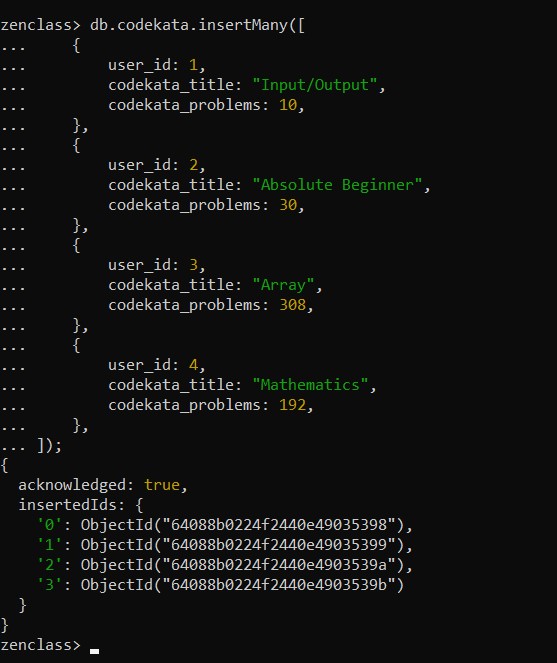 zenclass> db.codekata.insertMany([
...     {
...         user_id: 1,
...         codekata_title: "Input/Output",
...         codekata_problems: 10,
...     },
...     {
...         user_id: 2,
...         codekata_title: "Absolute Beginner",
...         codekata_problems: 30,
...     },
...     {
...         user_id: 3,
...         codekata_title: "Array",
...         codekata_problems: 308,
...     },
...     {
...         user_id: 4,
...         codekata_title: "Mathematics",
...         codekata_problems: 192,
...     },
... ]);
{
  acknowledged: true,
  insertedIds: {
    '0': ObjectId("64088b0224f2440e49035398"),
    '1': ObjectId("64088b0224f2440e49035399"),
    '2': ObjectId("64088b0224f2440e4903539a"),
    '3': ObjectId("64088b0224f2440e4903539b")
  }
}
zenclass>